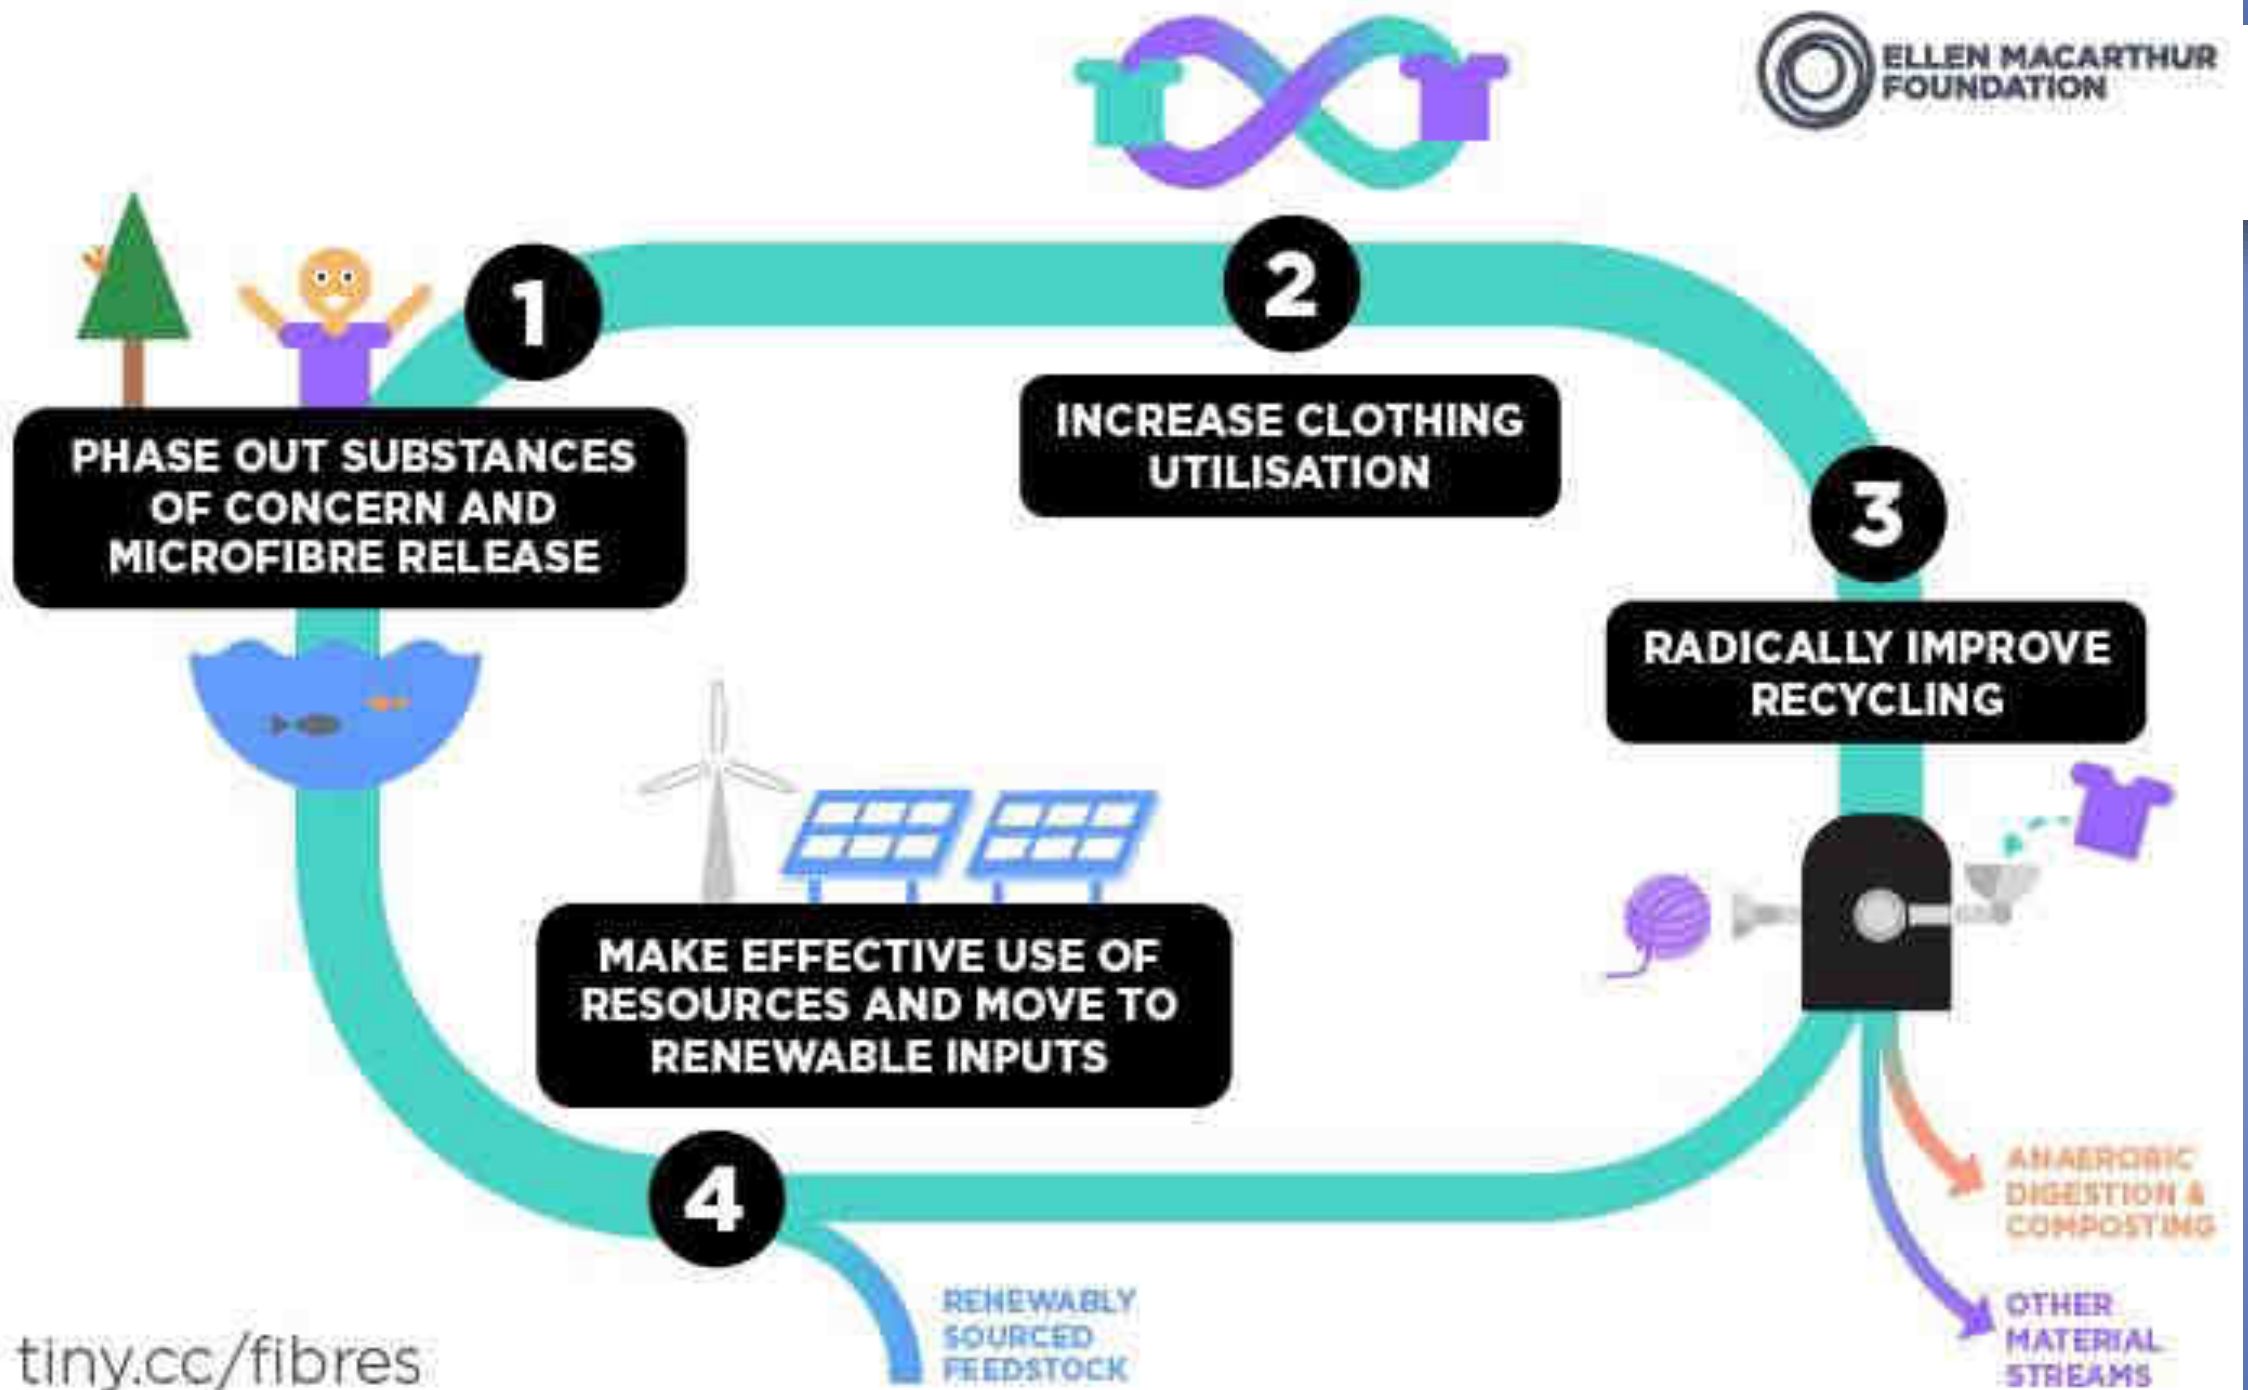 ELLEN MACARTHUR
FOUNDATION
1
PHASE OUT SUBSTANCES
OF CONCERN AND
MICROFIBRE RELEASE
2
INCREASE CLOTHING
UTILISATION
3
RADICALLY IMPROVE
RECYCLING
MAKE EFFECTIVE USE OF
RESOURCES AND MOVE TO
RENEWABLE INPUTS
4
ANAEROBIC
DIGESTION &
COMPOSTING
OTHER
MATERIAL
STREAMS
RENEWABLY
SOURCED
FEEDSTOCK
tiny.cc/fibres